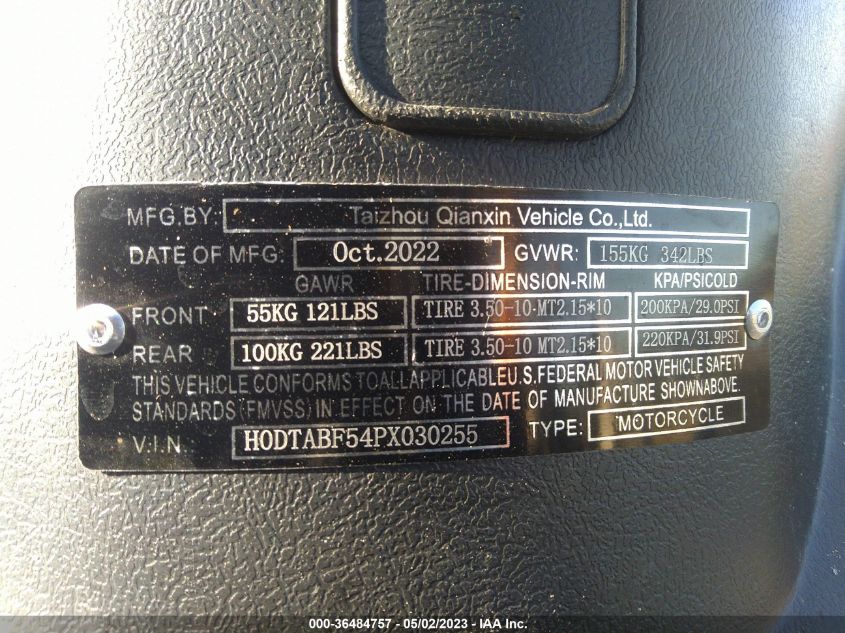 MFG.BY: Taizhou Qianxin Vehicle Co.,Ltd.
DATE OF MFG: Oct.2022 GVWR: 155KG 342LBS
GAWR TIRE-DIMENSION-RIM KPA/PSICOLD
FRONT 55KG 121LBS TIRE 3.50-10-MT2.15*10 200KPA/29.0PSI
REAR 100KG 221LBS TIRE 3.50-10 MT2.15*10 220KPA/31.9PSI
THIS VEHICLE CONFORMS TOALLAPPLICABLEU.S.FEDERAL MOTOR VEHICLE SAFETY
STANDARDS (FMVSS) IN EFFECT ON THE DATE OF MANUFACTURE SHOWNABOVE.
V.I.N. H0DTABF54PX030255 TYPE: MOTORCYCLE
000-36484757 - 05/02/2023 - Copart, Inc.